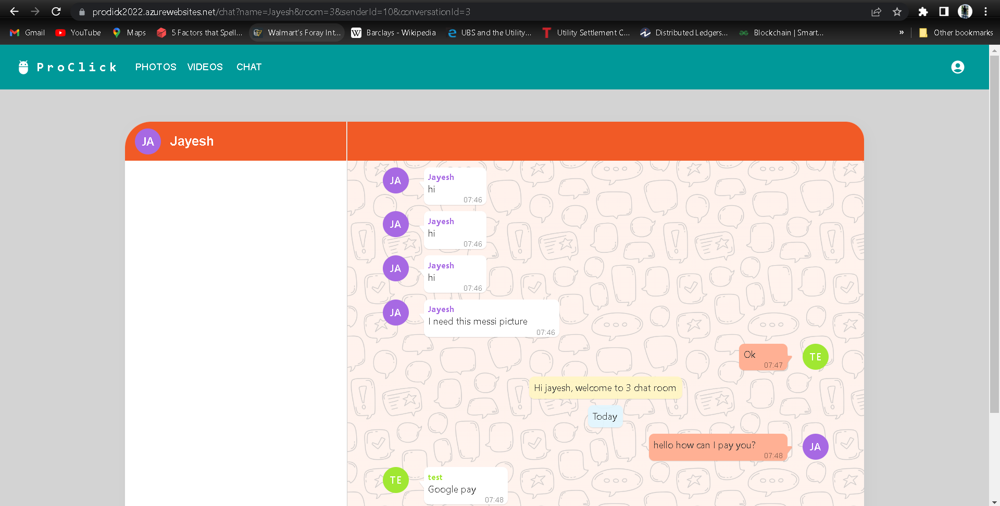 prodick2022.azurewebsites.net/chat?name=Jayesh&room=3&senderId=10&conversationId=3
Gmail YouTube Maps 5 Factors that Spell... Walmart's Foray Int... Barclays - Wikipedia UBS and the Utility... Utility Settlement C... Distributed Ledgers... Blockchain | Smart... » Other bookmarks
ProClick PHOTOS VIDEOS CHAT
JA Jayesh
JA Jayesh
hi
07:46
JA Jayesh
hi
07:46
JA Jayesh
hi
07:46
JA Jayesh
I need this messi picture
07:46
Ok
07:47
TE
Hi jayesh, welcome to 3 chat room
Today
hello how can I pay you?
07:48
JA
TE test
Google pay
07:48